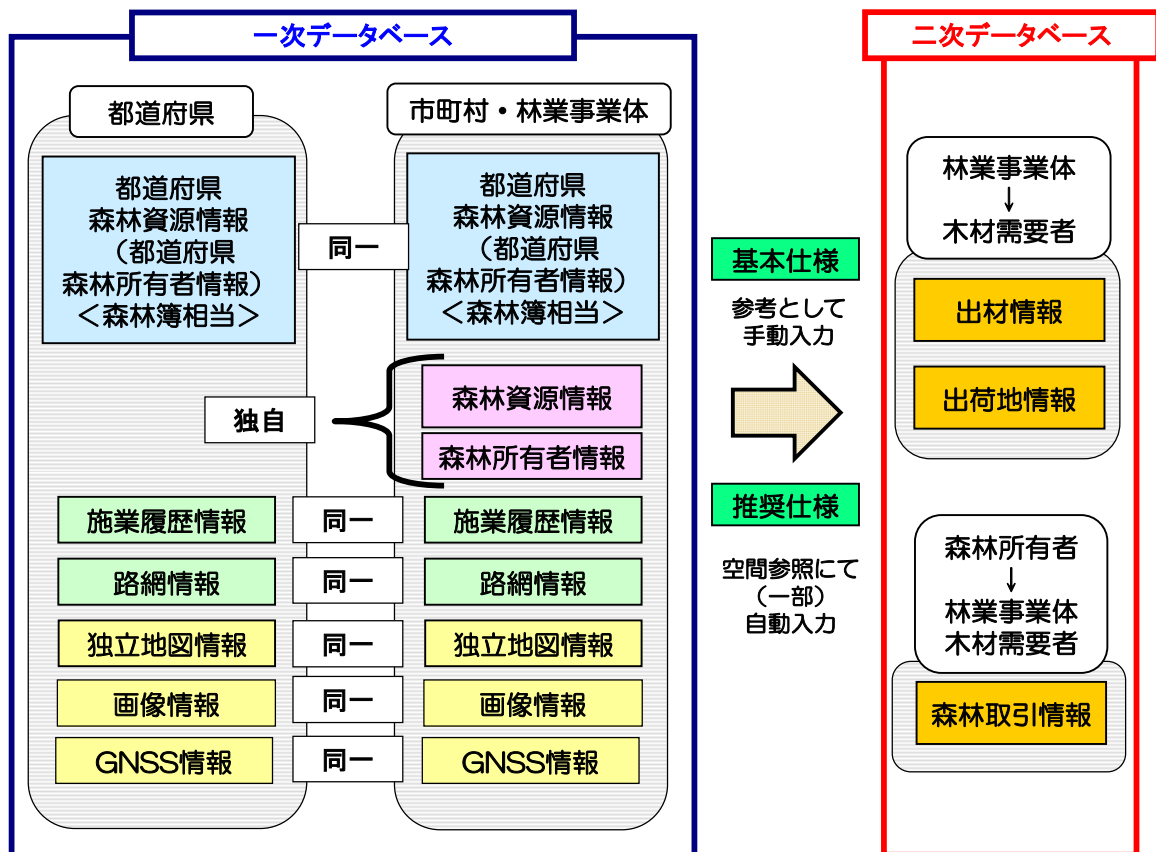 一次データベース
都道府県
市町村・林業事業体
都道府県
森林資源情報
(都道府県
森林所有者情報)
<森林簿相当>
同一
都道府県
森林資源情報
(都道府県
森林所有者情報)
<森林簿相当>
独自
森林資源情報
森林所有者情報
施業履歴情報
同一
施業履歴情報
路網情報
同一
路網情報
独立地図情報
同一
独立地図情報
画像情報
同一
画像情報
GNSS情報
同一
GNSS情報
基本仕様
参考として
手動入力
推奨仕様
空間参照にて
(一部)
自動入力
二次データベース
林業事業体
↓
木材需要者
出材情報
出荷地情報
森林所有者
↓
林業事業体
木材需要者
森林取引情報